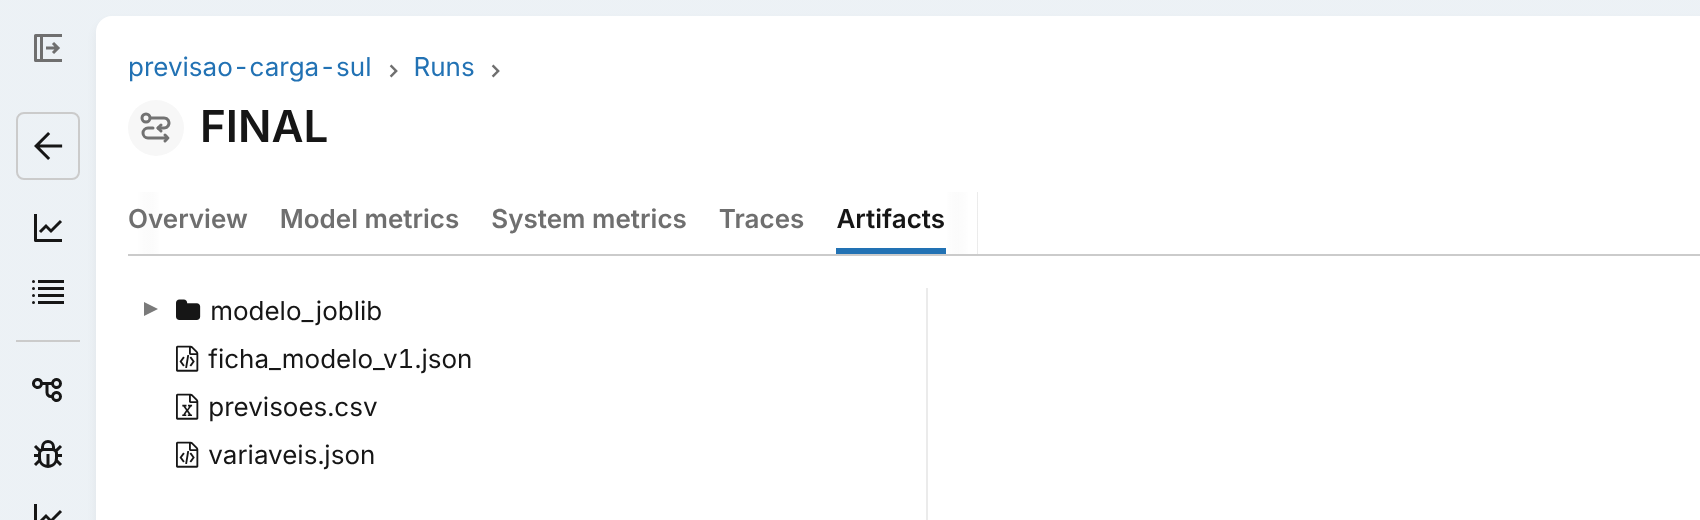 previsao-carga-sul > Runs >
FINAL
Overview Model metrics System metrics Traces Artifacts
modelo_joblib
ficha_modelo_v1.json
previsoes.csv
variaveis.json